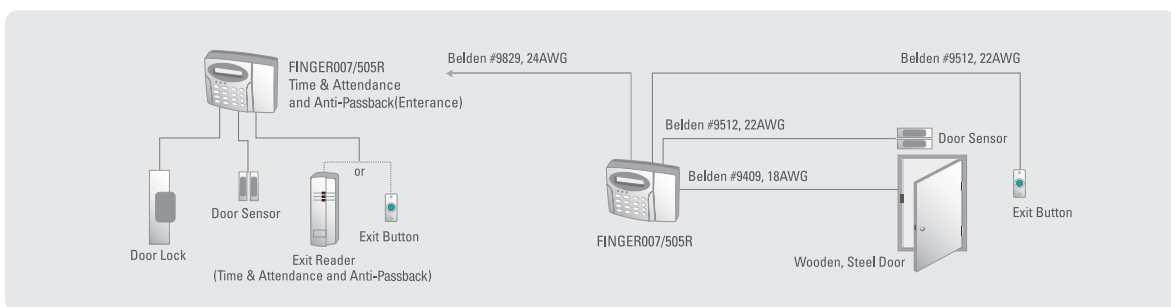 FINGER007/505R
Time & Attendance
and Anti-Passback(Enterance)
or
Door Lock
Door Sensor
Exit Reader
(Time & Attendance and Anti-Passback)
Exit Button
Belden #9829, 24AWG
Belden #9512, 22AWG
Belden #9512, 22AWG
Door Sensor
Belden #9409, 18AWG
FINGER007/505R
Wooden, Steel Door
Exit Button